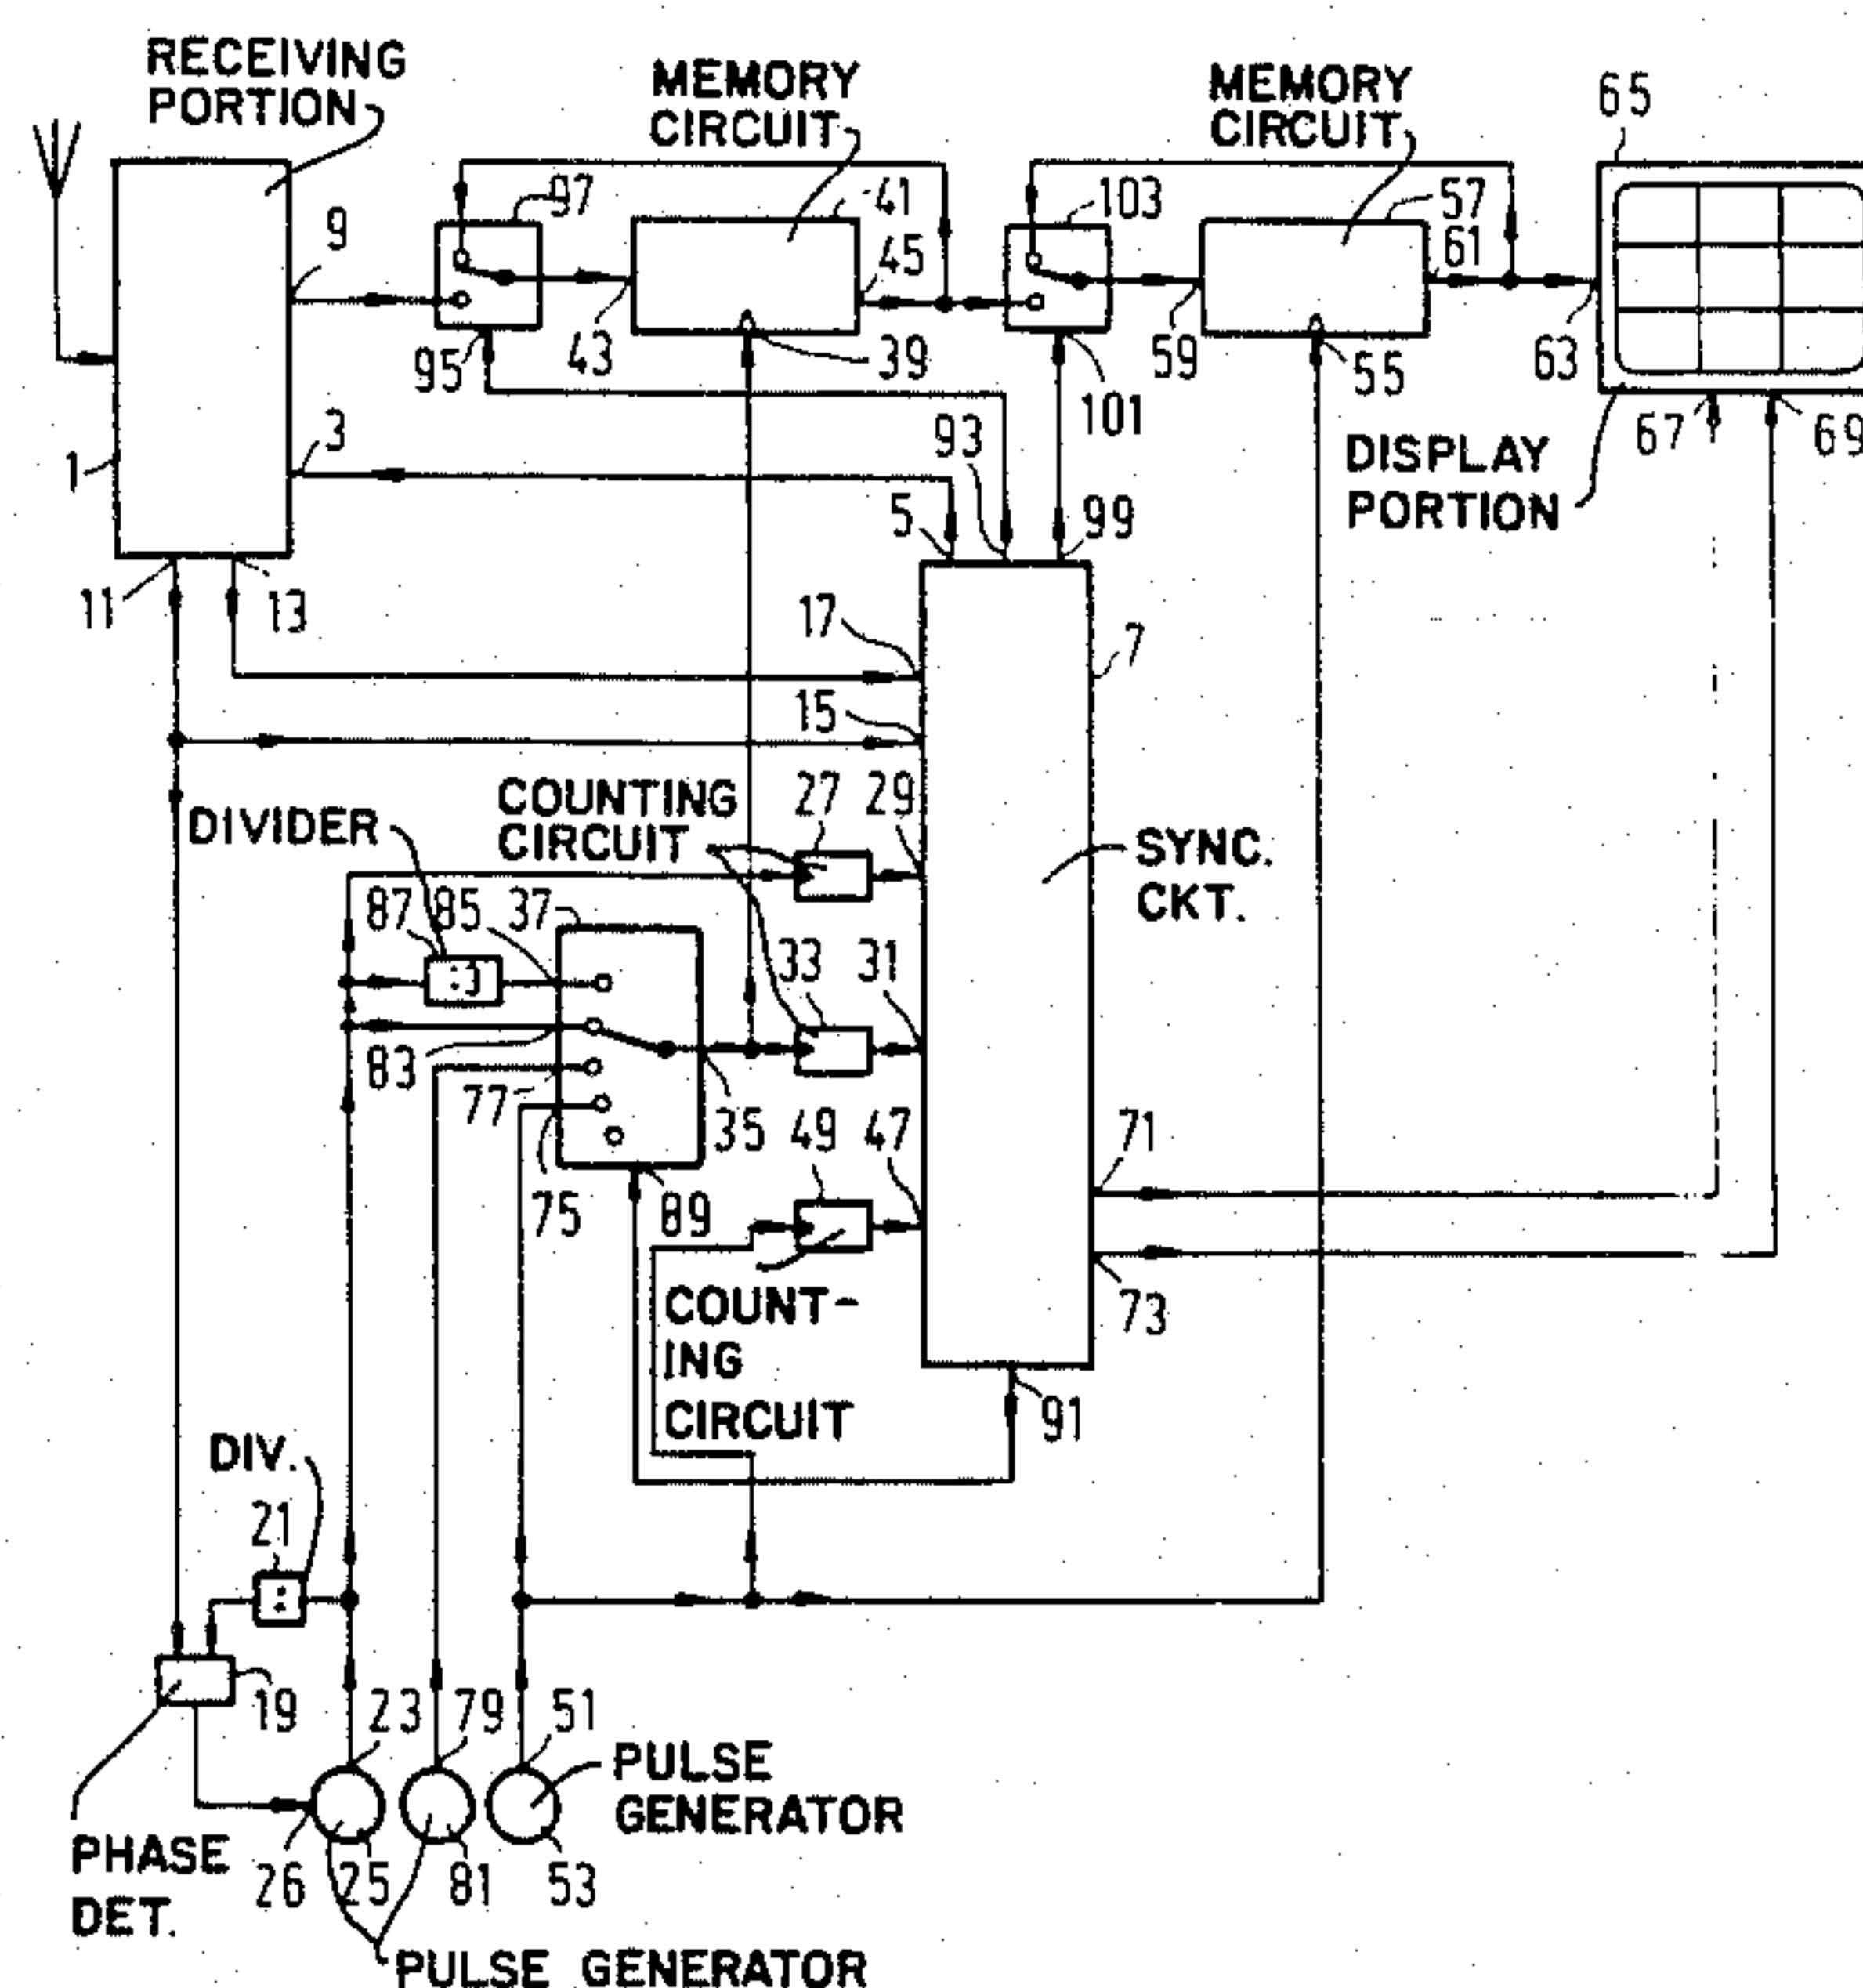 RECEIVING
PORTION
MEMORY
CIRCUIT
MEMORY
CIRCUIT
65
97
41
103
57
9
45
61
95
43
39
101
59
55
63
67
69
1
3
93
DISPLAY
PORTION
5
99
11
13
17
7
15
DIVIDER
COUNTING
CIRCUIT
27
29
SYNC.
CKT.
87
85
37
33
31
83
77
35
49
47
71
75
89
73
COUNT-
ING
CIRCUIT
91
DIV.
21
:
19
23
79
51
PULSE
GENERATOR
PHASE
DET.
26
25
81
53
PULSE GENERATOR